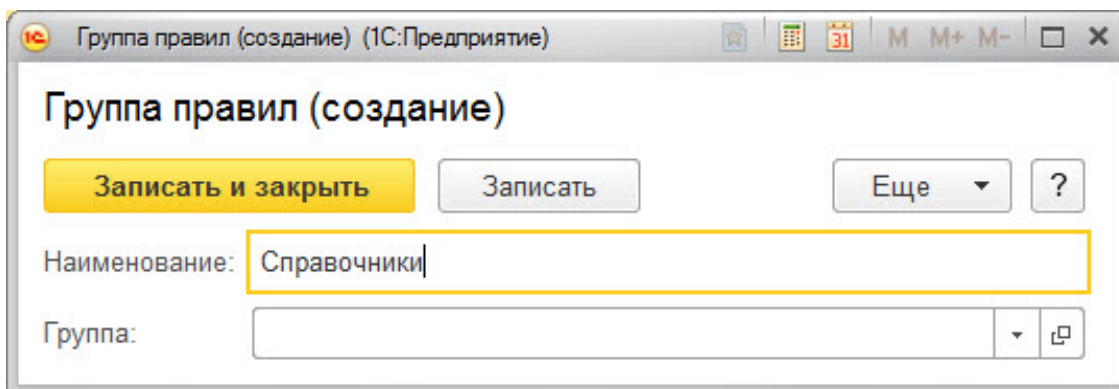 1С Группа правил (создание) (1С:Предприятие) 31 M M+ M-
Группа правил (создание)
Записать и закрыть Записать Еще ?
Наименование: Справочники
Группа: